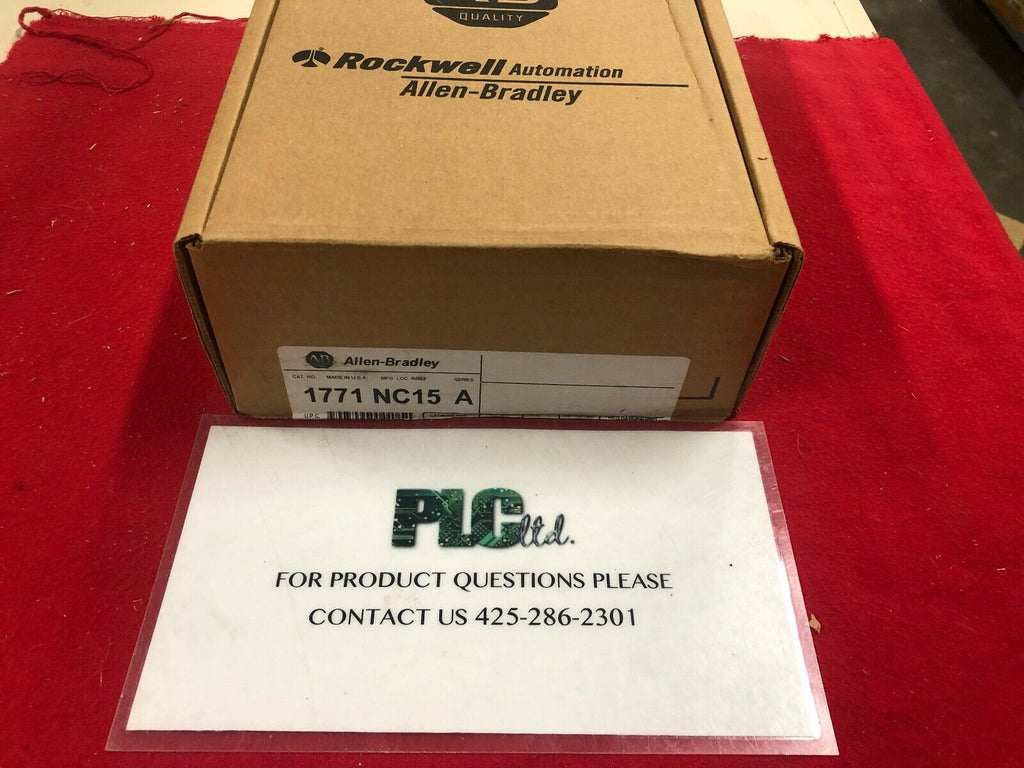 QUALITY
Rockwell Automation
Allen-Bradley
AB Allen-Bradley
CAT. NO. MADE IN U.S.A. MFG. LOC. SERIES
1771 NC15 A
U.P.C.
PLC ltd.
FOR PRODUCT QUESTIONS PLEASE
CONTACT US 425-286-2301